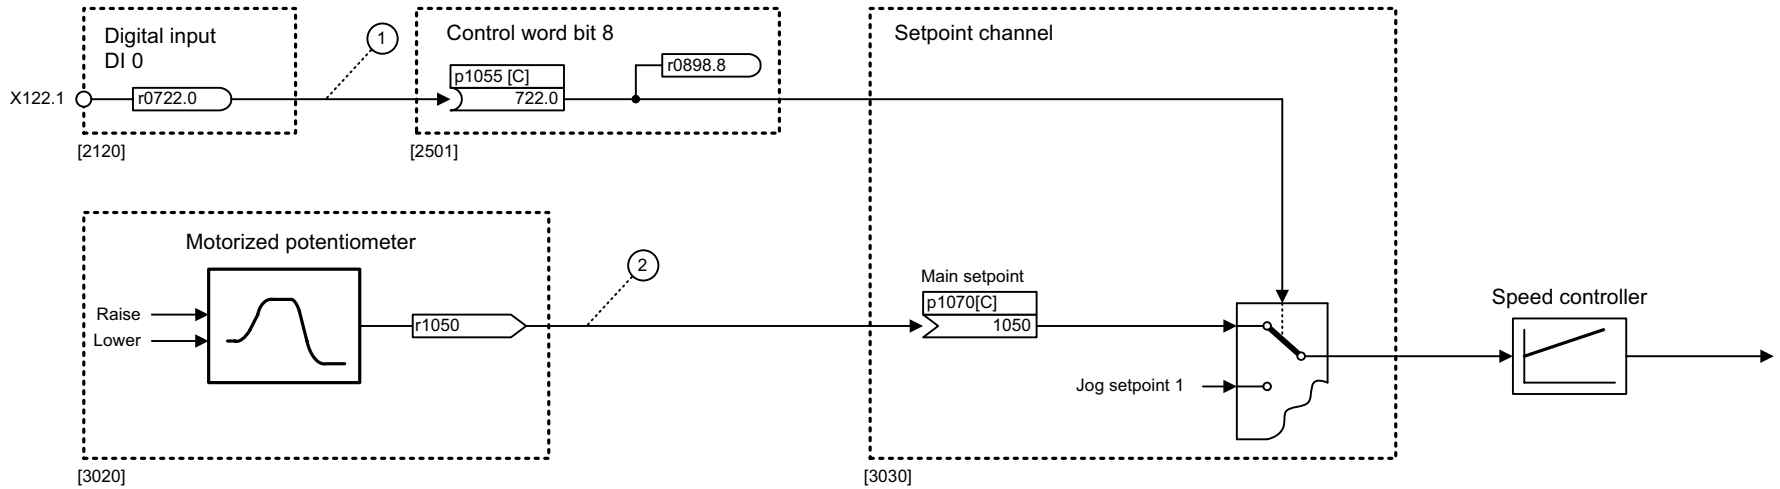 Digital input
DI 0
X122.1
r0722.0
[2120]
1
Control word bit 8
p1055 [C]
722.0
r0898.8
[2501]
Setpoint channel
Motorized potentiometer
Raise
Lower
r1050
[3020]
2
Main setpoint
p1070[C]
1050
Jog setpoint 1
[3030]
Speed controller